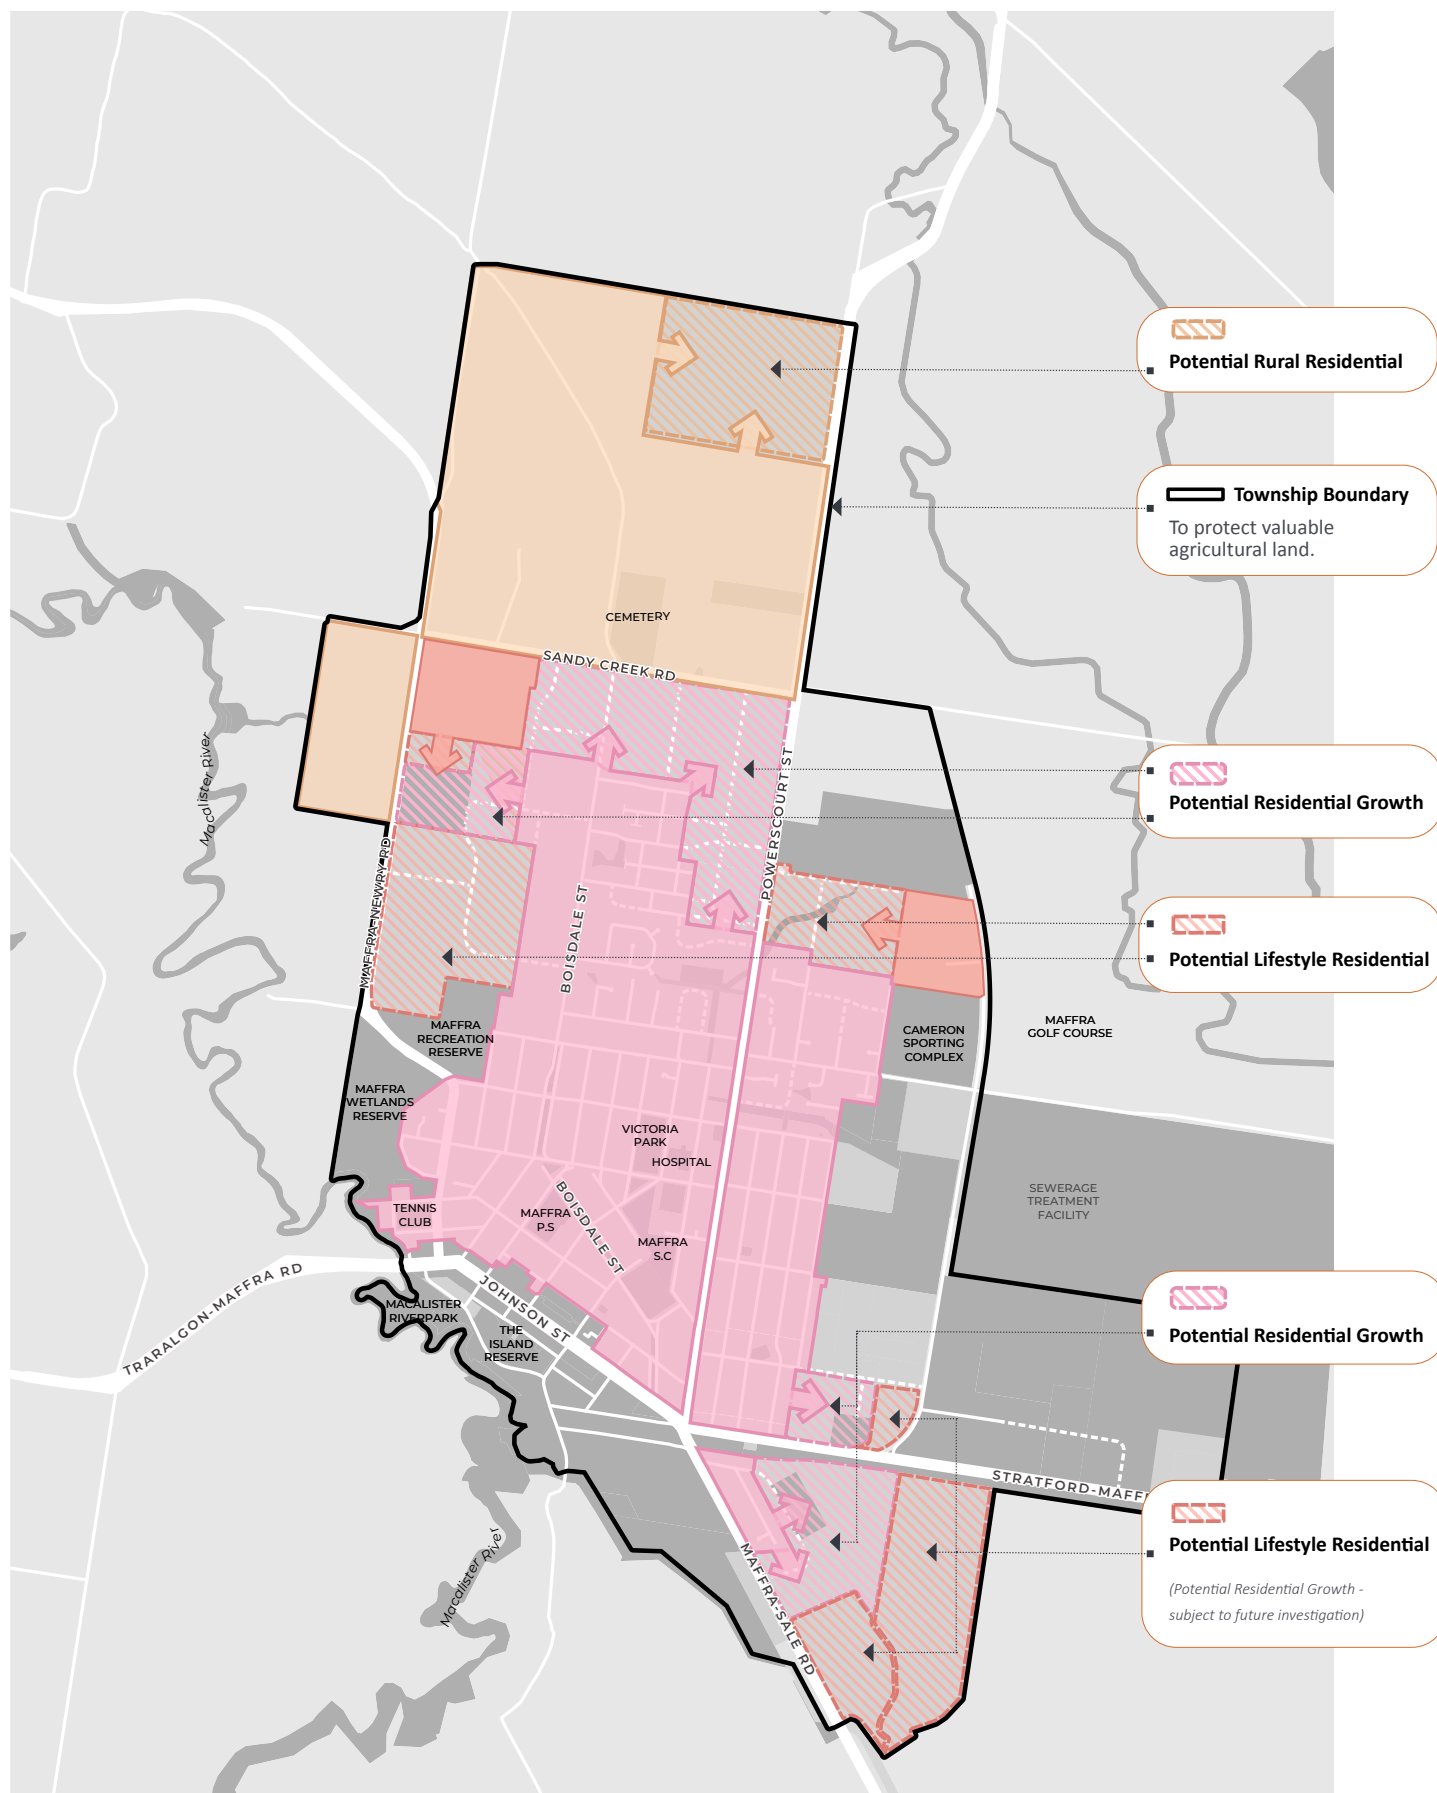 Potential Rural Residential
Township Boundary
To protect valuable
agricultural land.
CEMETERY
SANDY CREEK RD
Macalister River
POWERSCOURT ST
Potential Residential Growth
MAFFRA-NEWRY RD
BOISDALE ST
Potential Lifestyle Residential
MAFFRA
RECREATION
RESERVE
CAMERON
SPORTING
COMPLEX
MAFFRA
GOLF COURSE
MAFFRA
WETLANDS
RESERVE
VICTORIA
PARK
HOSPITAL
SEWERAGE
TREATMENT
FACILITY
TENNIS
CLUB
MAFFRA
P.S
BOISDALE ST
MAFFRA
S.C
TRARALGON-MAFFRA RD
MACALISTER
RIVERPARK
JOHNSON ST
THE
ISLAND
RESERVE
Potential Residential Growth
STRATFORD-MAFF
MAFFRA-SALE RD
Macalister River
Potential Lifestyle Residential
(Potential Residential Growth -
subject to future investigation)